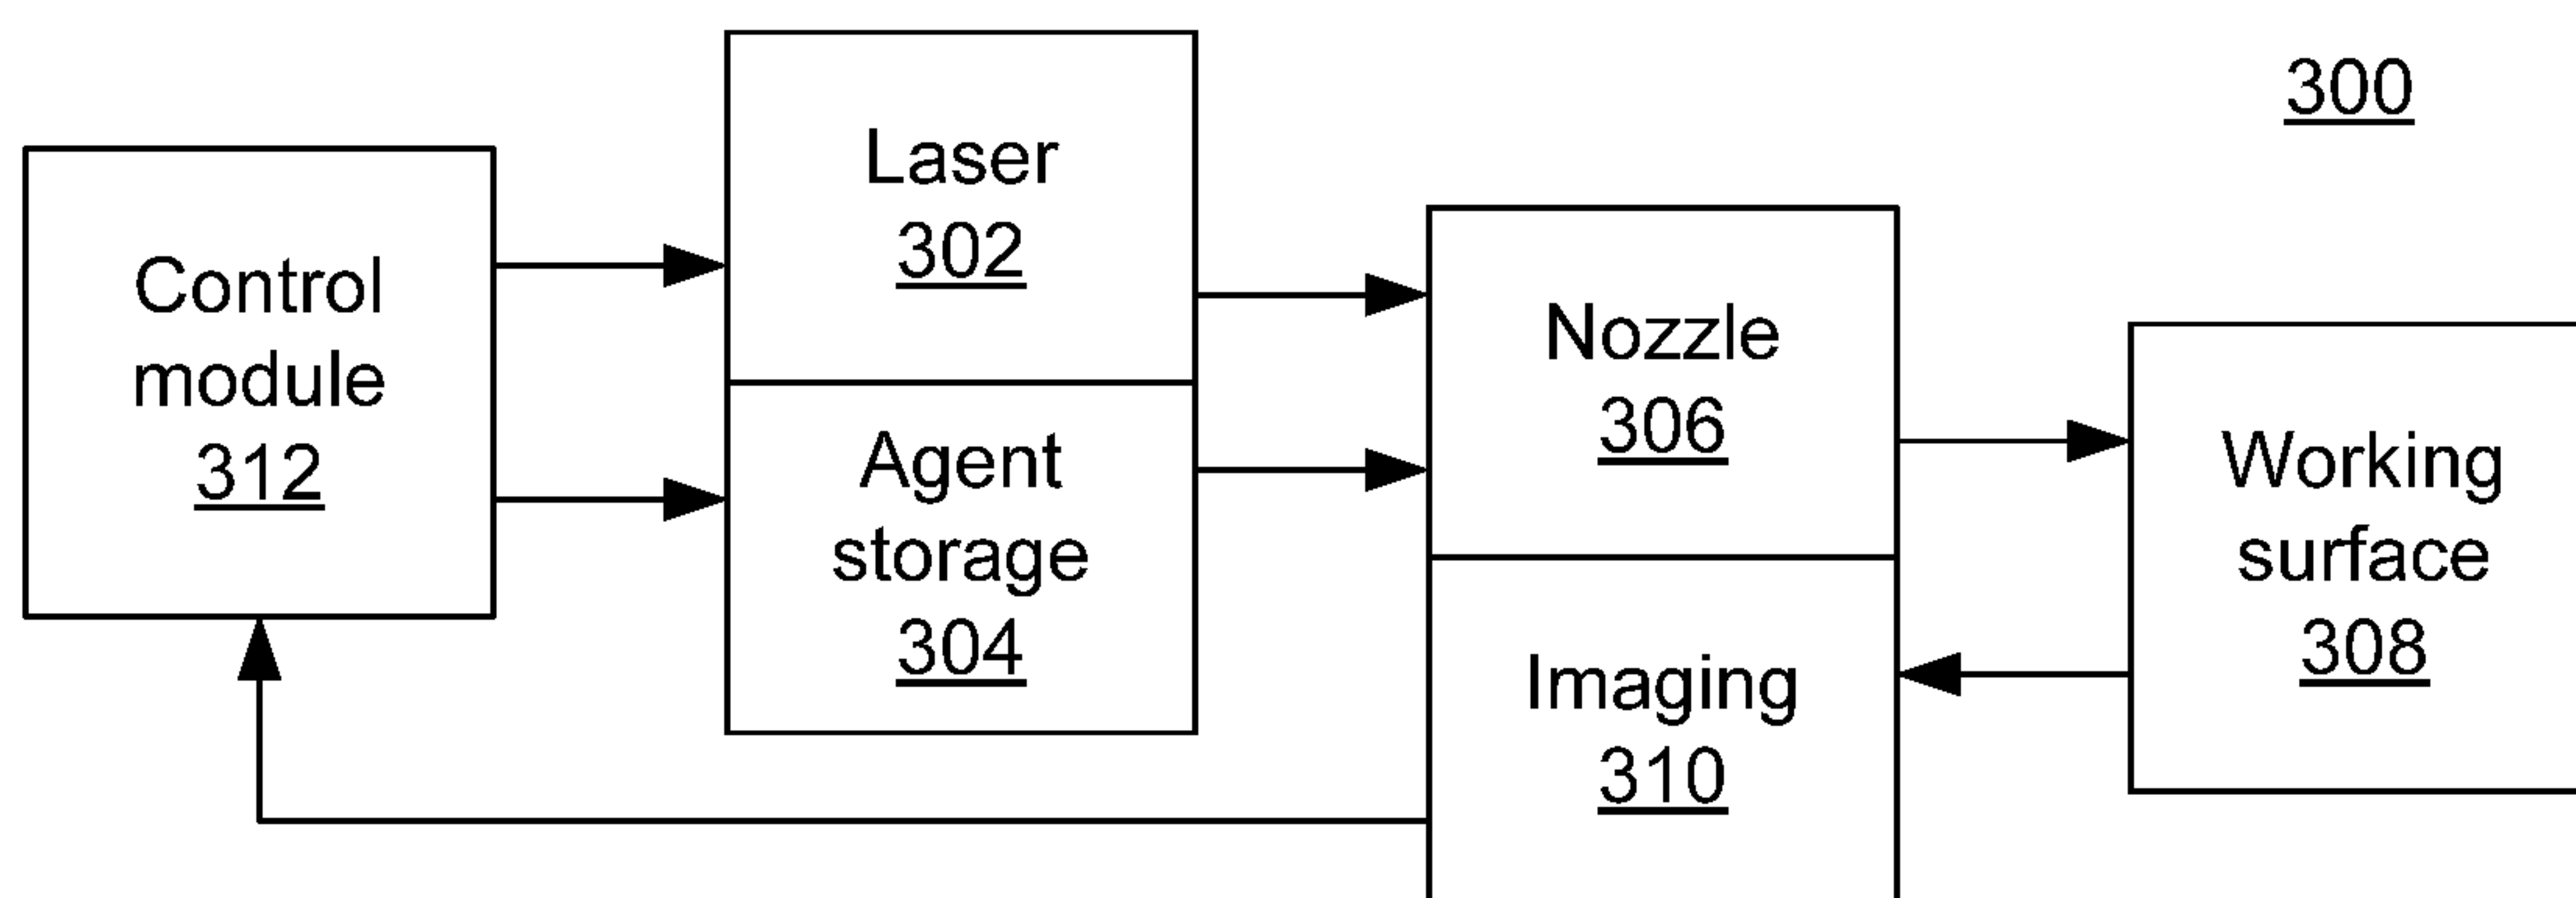 300
Control
module
312
Laser
302
Agent
storage
304
Nozzle
306
Imaging
310
Working
surface
308